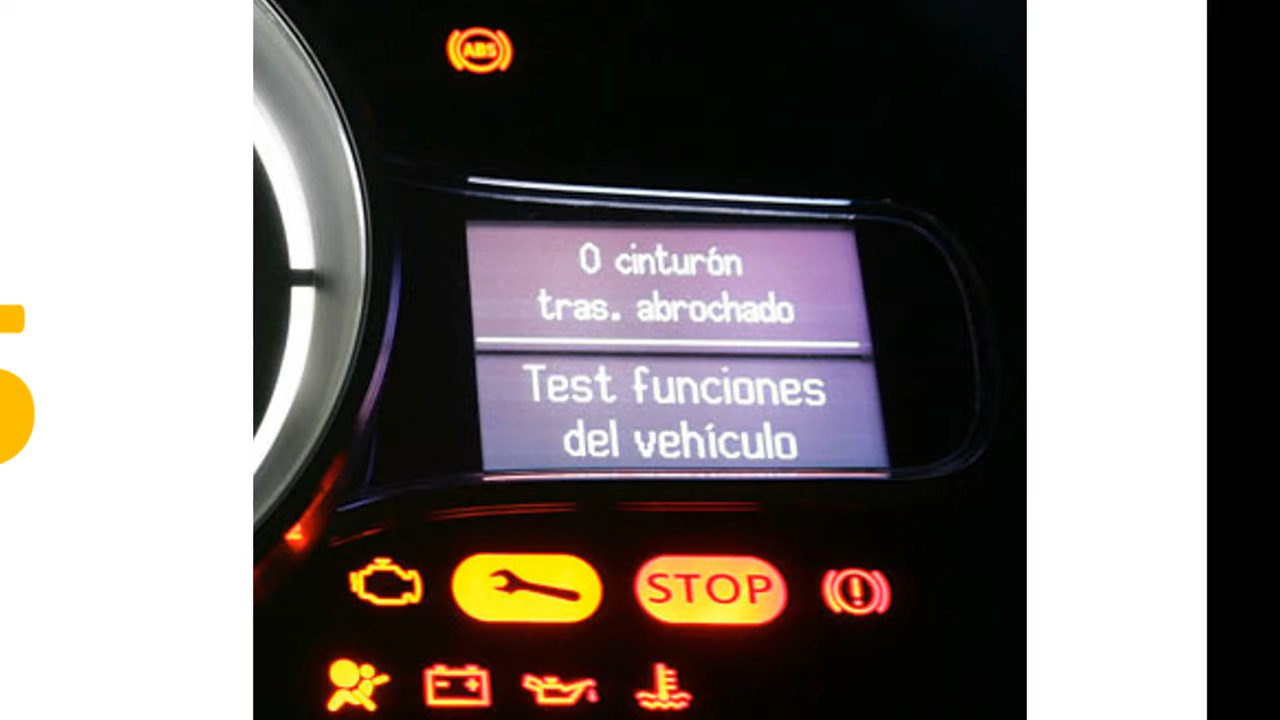 ABS
0 cinturón
tras. abrochado
Test funciones
del vehículo
STOP